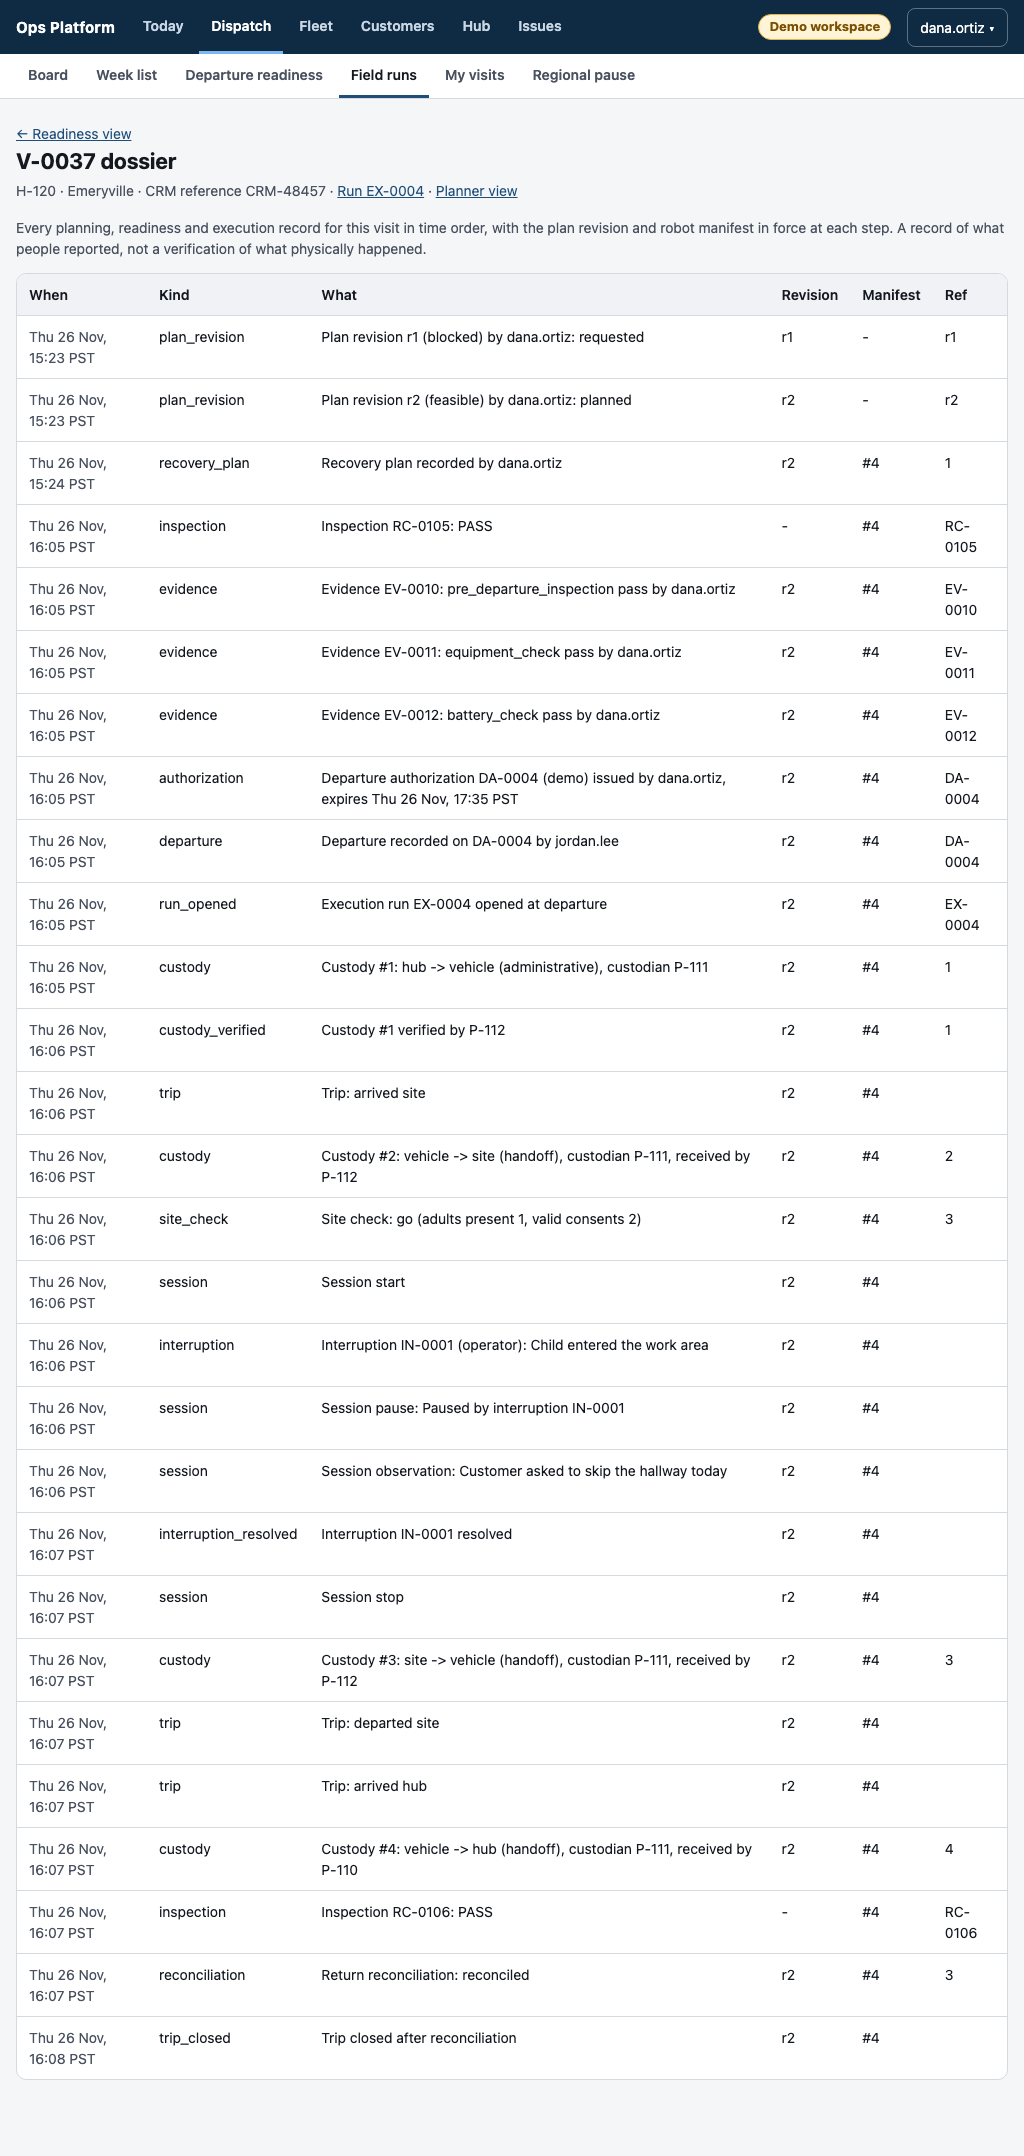 Ops Platform Today Dispatch Fleet Customers Hub Issues Demo workspace dana.ortiz ▾
Board Week list Departure readiness Field runs My visits Regional pause
← Readiness view
V-0037 dossier
H-120 · Emeryville · CRM reference CRM-48457 · Run EX-0004 · Planner view
Every planning, readiness and execution record for this visit in time order, with the plan revision and robot manifest in force at each step. A record of what
people reported, not a verification of what physically happened.
When Kind What Revision Manifest Ref
Thu 26 Nov, plan_revision Plan revision r1 (blocked) by dana.ortiz: requested r1 - r1
15:23 PST
Thu 26 Nov, plan_revision Plan revision r2 (feasible) by dana.ortiz: planned r2 - r2
15:23 PST
Thu 26 Nov, recovery_plan Recovery plan recorded by dana.ortiz r2 #4 1
15:24 PST
Thu 26 Nov, inspection Inspection RC-0105: PASS - #4 RC-
16:05 PST 0105
Thu 26 Nov, evidence Evidence EV-0010: pre_departure_inspection pass by dana.ortiz r2 #4 EV-
16:05 PST 0010
Thu 26 Nov, evidence Evidence EV-0011: equipment_check pass by dana.ortiz r2 #4 EV-
16:05 PST 0011
Thu 26 Nov, evidence Evidence EV-0012: battery_check pass by dana.ortiz r2 #4 EV-
16:05 PST 0012
Thu 26 Nov, authorization Departure authorization DA-0004 (demo) issued by dana.ortiz, r2 #4 DA-
16:05 PST expires Thu 26 Nov, 17:35 PST 0004
Thu 26 Nov, departure Departure recorded on DA-0004 by jordan.lee r2 #4 DA-
16:05 PST 0004
Thu 26 Nov, run_opened Execution run EX-0004 opened at departure r2 #4 EX-
16:05 PST 0004
Thu 26 Nov, custody Custody #1: hub -> vehicle (administrative), custodian P-111 r2 #4 1
16:05 PST
Thu 26 Nov, custody_verified Custody #1 verified by P-112 r2 #4 1
16:06 PST
Thu 26 Nov, trip Trip: arrived site r2 #4
16:06 PST
Thu 26 Nov, custody Custody #2: vehicle -> site (handoff), custodian P-111, received by r2 #4 2
16:06 PST P-112
Thu 26 Nov, site_check Site check: go (adults present 1, valid consents 2) r2 #4 3
16:06 PST
Thu 26 Nov, session Session start r2 #4
16:06 PST
Thu 26 Nov, interruption Interruption IN-0001 (operator): Child entered the work area r2 #4
16:06 PST
Thu 26 Nov, session Session pause: Paused by interruption IN-0001 r2 #4
16:06 PST
Thu 26 Nov, session Session observation: Customer asked to skip the hallway today r2 #4
16:06 PST
Thu 26 Nov, interruption_resolved Interruption IN-0001 resolved r2 #4
16:07 PST
Thu 26 Nov, session Session stop r2 #4
16:07 PST
Thu 26 Nov, custody Custody #3: site -> vehicle (handoff), custodian P-111, received by r2 #4 3
16:07 PST P-112
Thu 26 Nov, trip Trip: departed site r2 #4
16:07 PST
Thu 26 Nov, trip Trip: arrived hub r2 #4
16:07 PST
Thu 26 Nov, custody Custody #4: vehicle -> hub (handoff), custodian P-111, received by r2 #4 4
16:07 PST P-110
Thu 26 Nov, inspection Inspection RC-0106: PASS - #4 RC-
16:07 PST 0106
Thu 26 Nov, reconciliation Return reconciliation: reconciled r2 #4 3
16:07 PST
Thu 26 Nov, trip_closed Trip closed after reconciliation r2 #4
16:08 PST